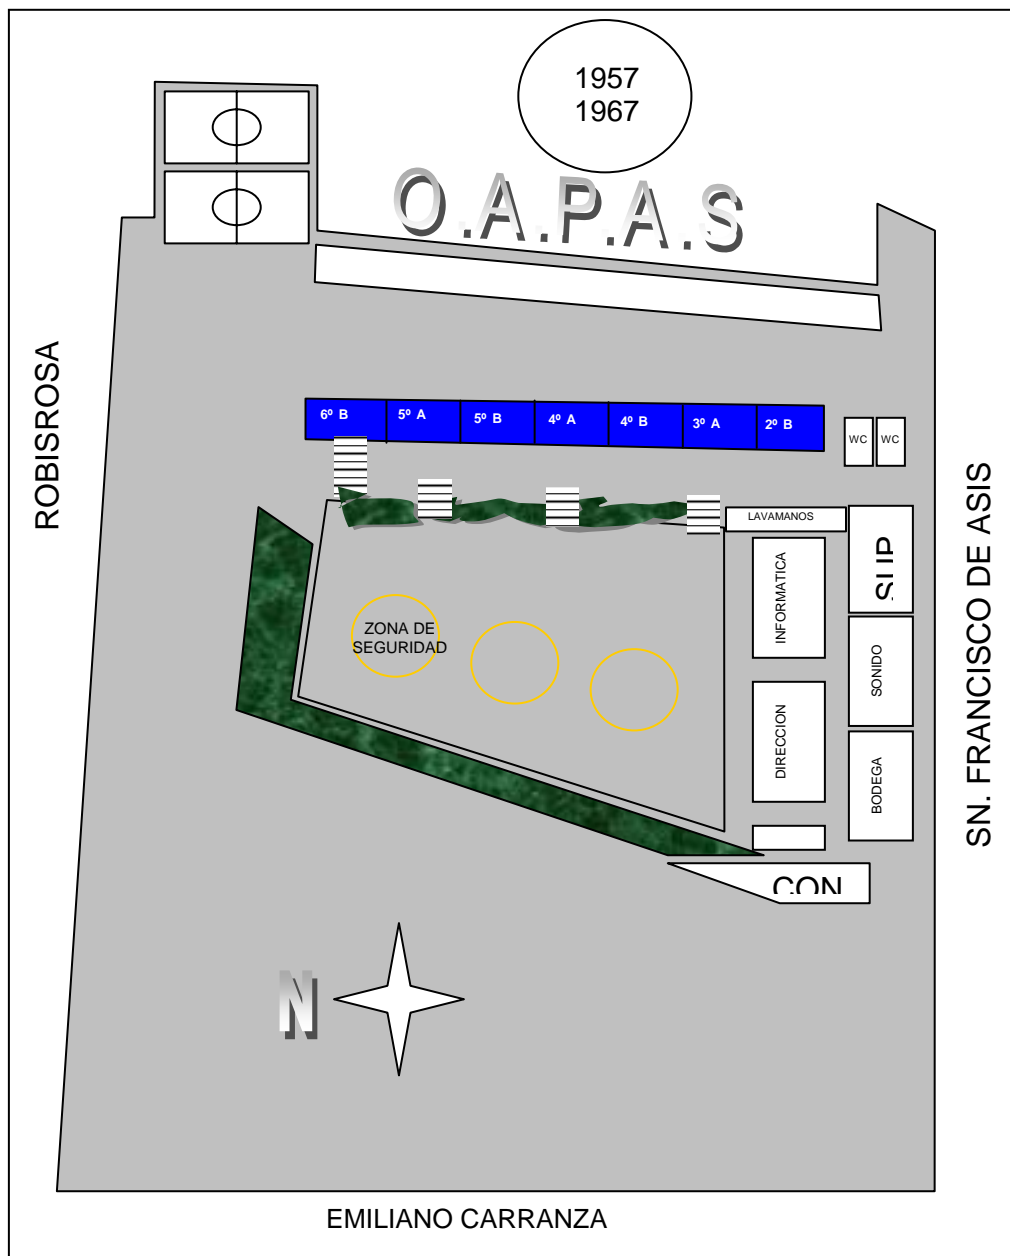 1957
1967
O.A.P.A.S
ROBISROSA
6º B
5º A
5º B
4º A
4º B
3º A
2º B
WC
WC
SN. FRANCISCO DE ASIS
LAVAMANOS
INFORMATICA
SONIDO
ZONA DE
SEGURIDAD
DIRECCION
BODEGA
CON
N
EMILIANO CARRANZA